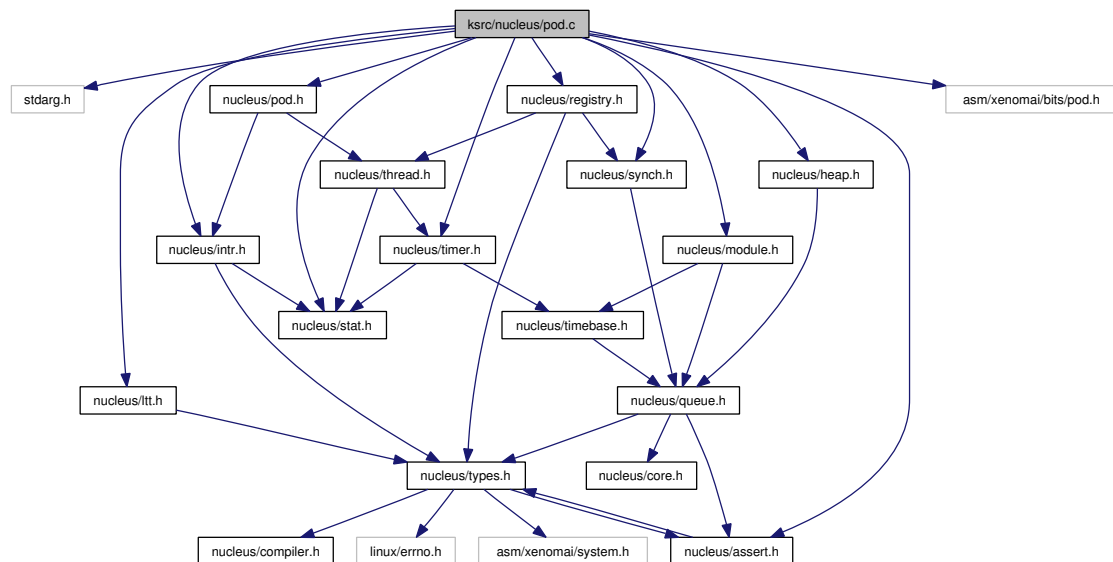 ksrc/nucleus/pod.c
stdarg.h
nucleus/pod.h
nucleus/registry.h
asm/xenomai/bits/pod.h
nucleus/thread.h
nucleus/synch.h
nucleus/heap.h
nucleus/intr.h
nucleus/timer.h
nucleus/module.h
nucleus/stat.h
nucleus/timebase.h
nucleus/ltt.h
nucleus/queue.h
nucleus/types.h
nucleus/core.h
nucleus/compiler.h
linux/errno.h
asm/xenomai/system.h
nucleus/assert.h